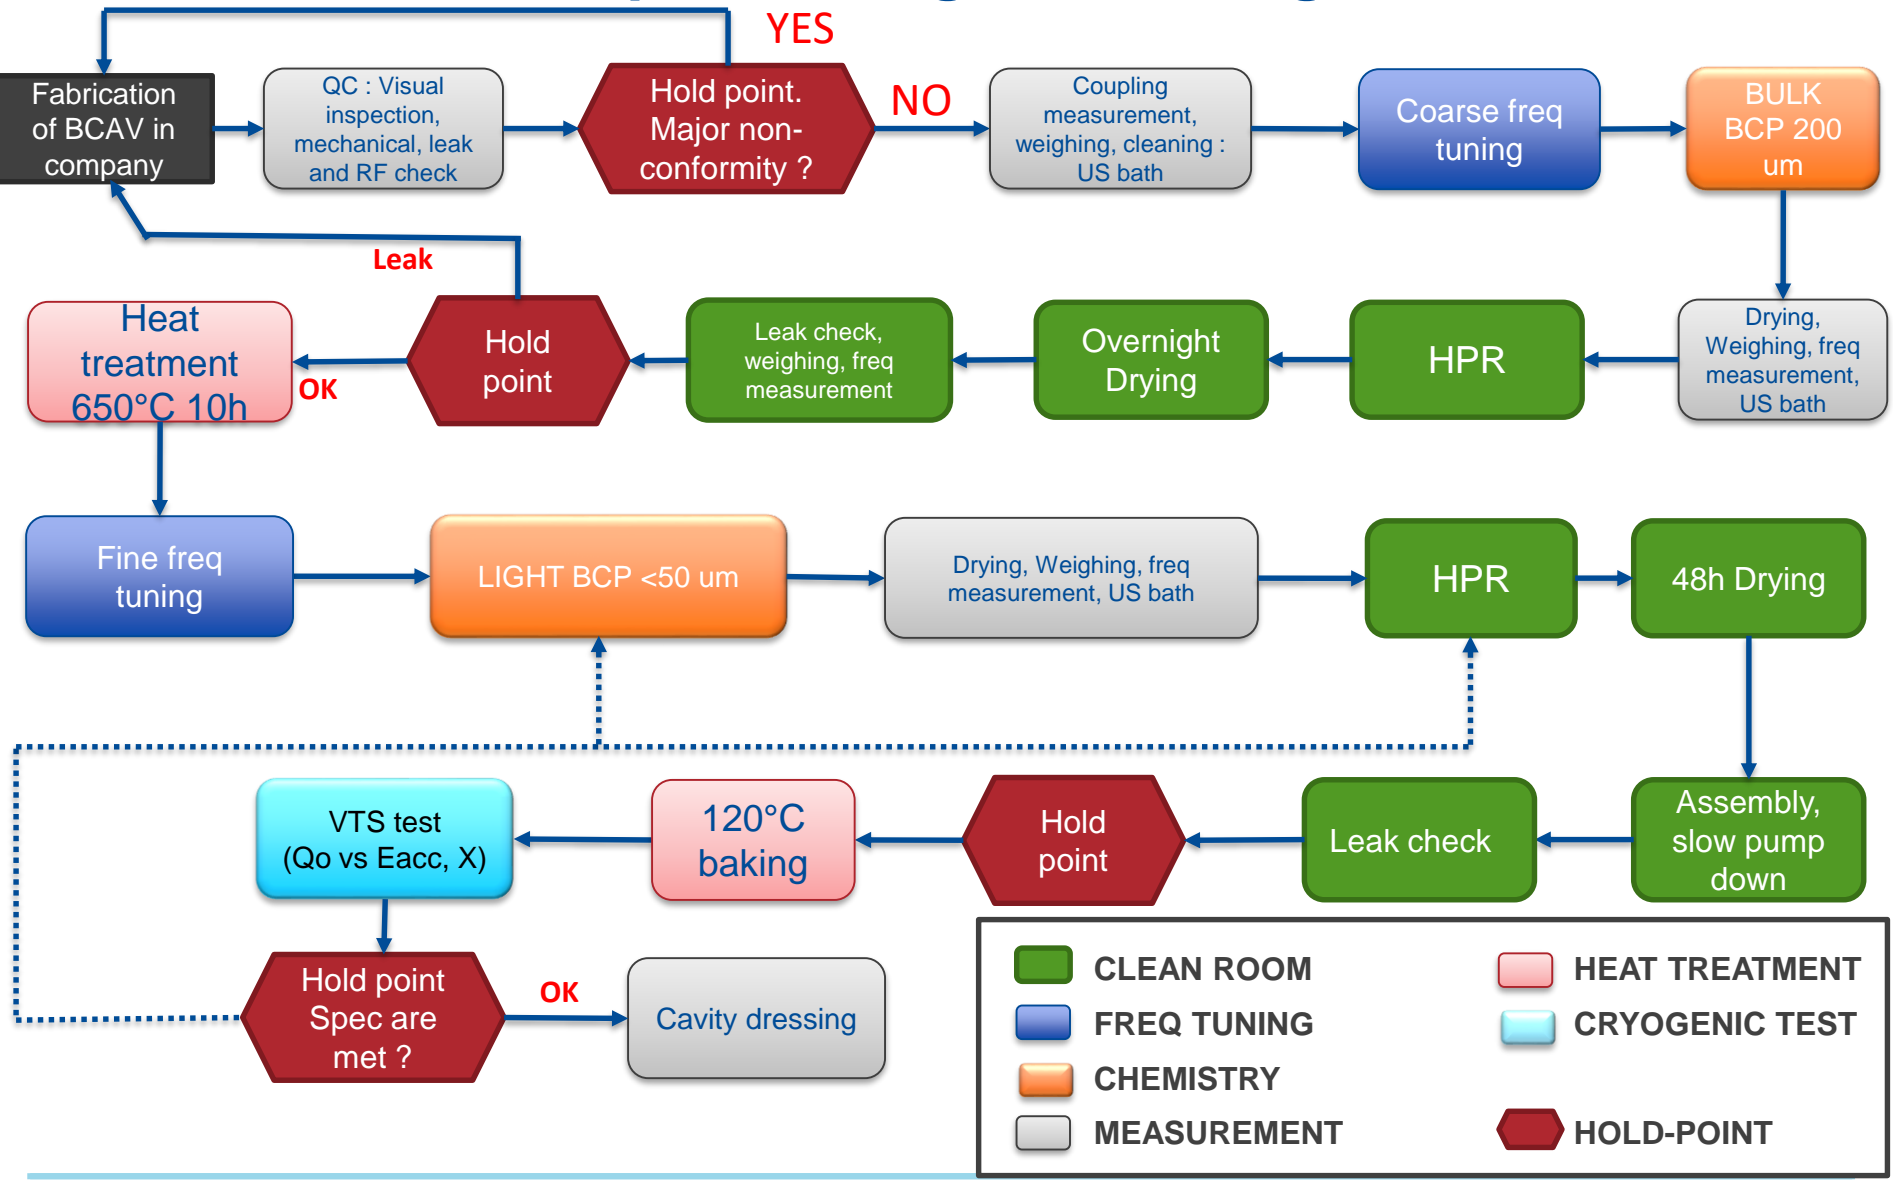 YES
Fabrication
of BCAV in
company
QC : Visual
inspection,
mechanical, leak
and RF check
Hold point.
Major non-
conformity ?
NO
Coupling
measurement,
weighing, cleaning :
US bath
Coarse freq
tuning
BULK
BCP 200
um
Leak
Heat
treatment
650°C 10h
OK
Hold
point
Leak check,
weighing, freq
measurement
Overnight
Drying
HPR
Drying,
Weighing, freq
measurement,
US bath
Fine freq
tuning
LIGHT BCP <50 um
Drying, Weighing, freq
measurement, US bath
HPR
48h Drying
VTS test
(Qo vs Eacc, X)
120°C
baking
Hold
point
Leak check
Assembly,
slow pump
down
Hold point
Spec are
met ?
OK
Cavity dressing
CLEAN ROOM
FREQ TUNING
CHEMISTRY
MEASUREMENT
HEAT TREATMENT
CRYOGENIC TEST
HOLD-POINT